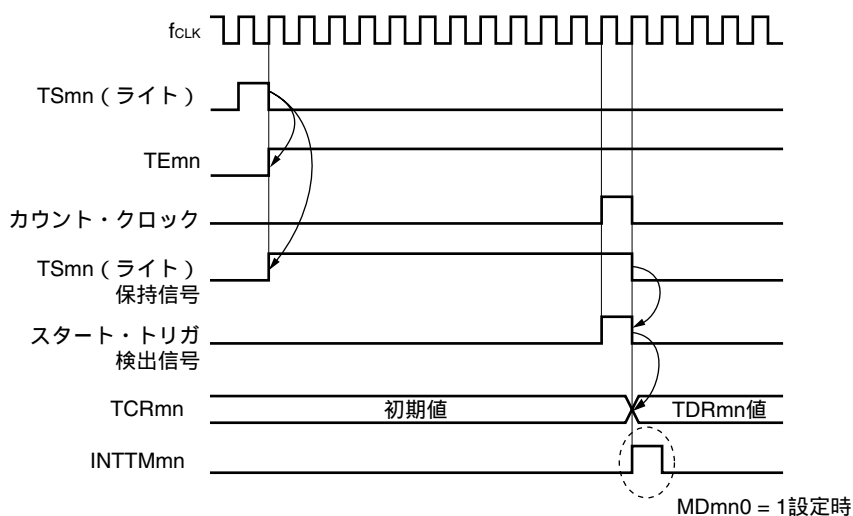 fCLK
TSmn（ライト）
TEmn
カウント・クロック
TSmn（ライト）
保持信号
スタート・トリガ
検出信号
TCRmn
初期値
TDRmn値
INTTMmn
MDmn0 = 1設定時